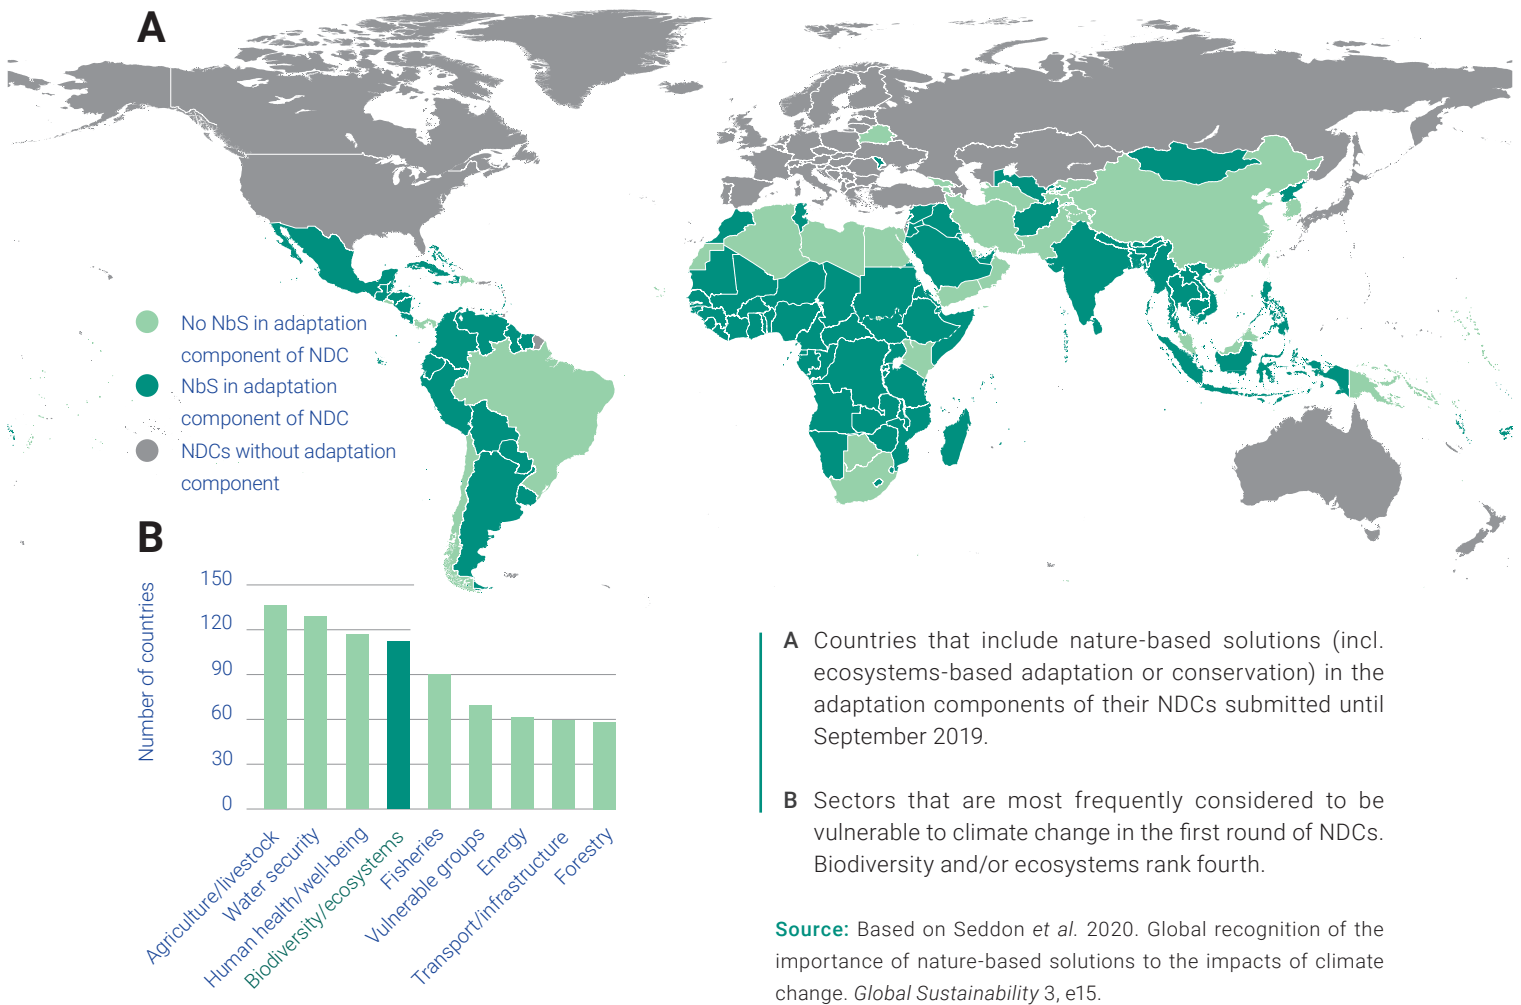 A
No NbS in adaptation
component of NDC
NbS in adaptation
component of NDC
NDCs without adaptation
component
B
Number of countries
150
120
90
60
30
0
Agriculture/livestock
Water security
Human health/well-being
Biodiversity/ecosystems
Fisheries
Vulnerable groups
Energy
Transport/infrastructure
Forestry
A Countries that include nature-based solutions (incl.
ecosystems-based adaptation or conservation) in the
adaptation components of their NDCs submitted until
September 2019.
B Sectors that are most frequently considered to be
vulnerable to climate change in the first round of NDCs.
Biodiversity and/or ecosystems rank fourth.
Source: Based on Seddon et al. 2020. Global recognition of the
importance of nature-based solutions to the impacts of climate
change. Global Sustainability 3, e15.